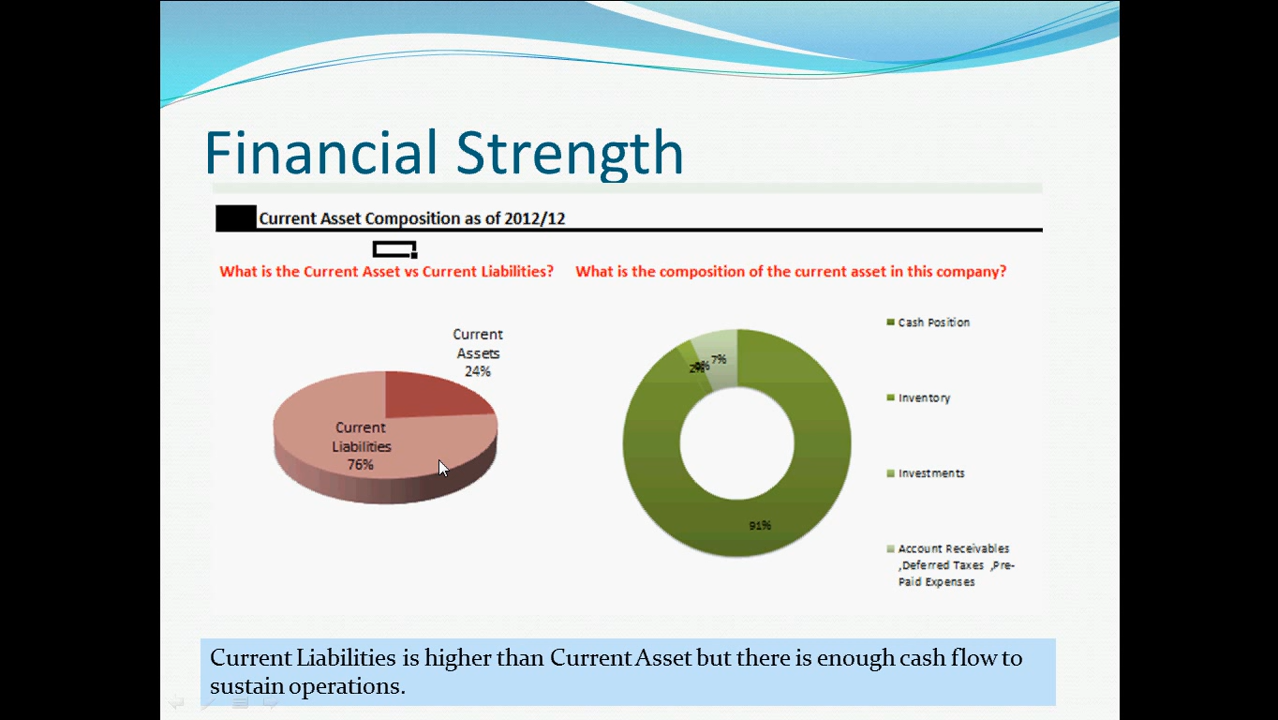 Financial Strength
Current Asset Composition as of 2012/12
What is the Current Asset vs Current Liabilities?
What is the composition of the current asset in this company?
Current
Assets
24%
Current
Liabilities
76%
7%
2%
91%
Cash Position
Inventory
Investments
Account Receivables
,Deferred Taxes ,Pre-
Paid Expenses
Current Liabilities is higher than Current Asset but there is enough cash flow to
sustain operations.